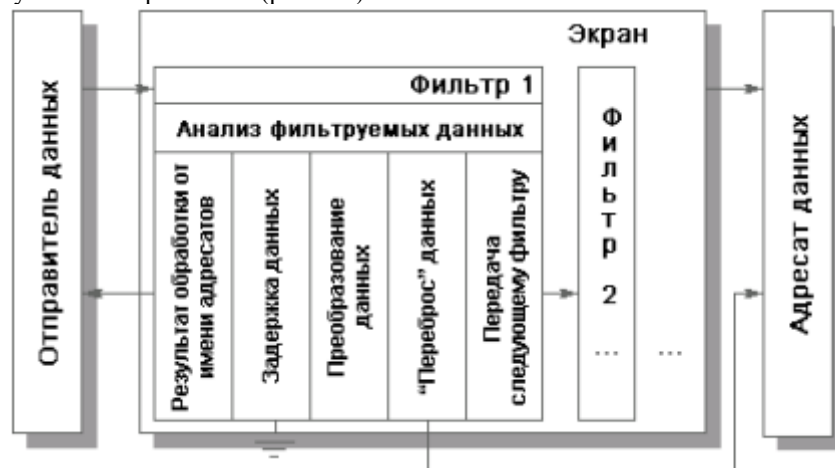 Экран
Отправитель данных
Фильтр 1
Анализ фильтруемых данных
Результат обработки от
имени адресатов
Задержка данных
Преобразование
данных
“Переброс” данных
Передача
следующему фильтру
Фильтр 2
... ...
Адресат данных